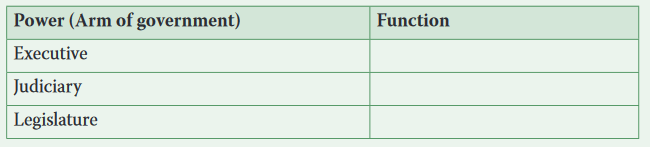 Power (Arm of government) Function
Executive
Judiciary
Legislature